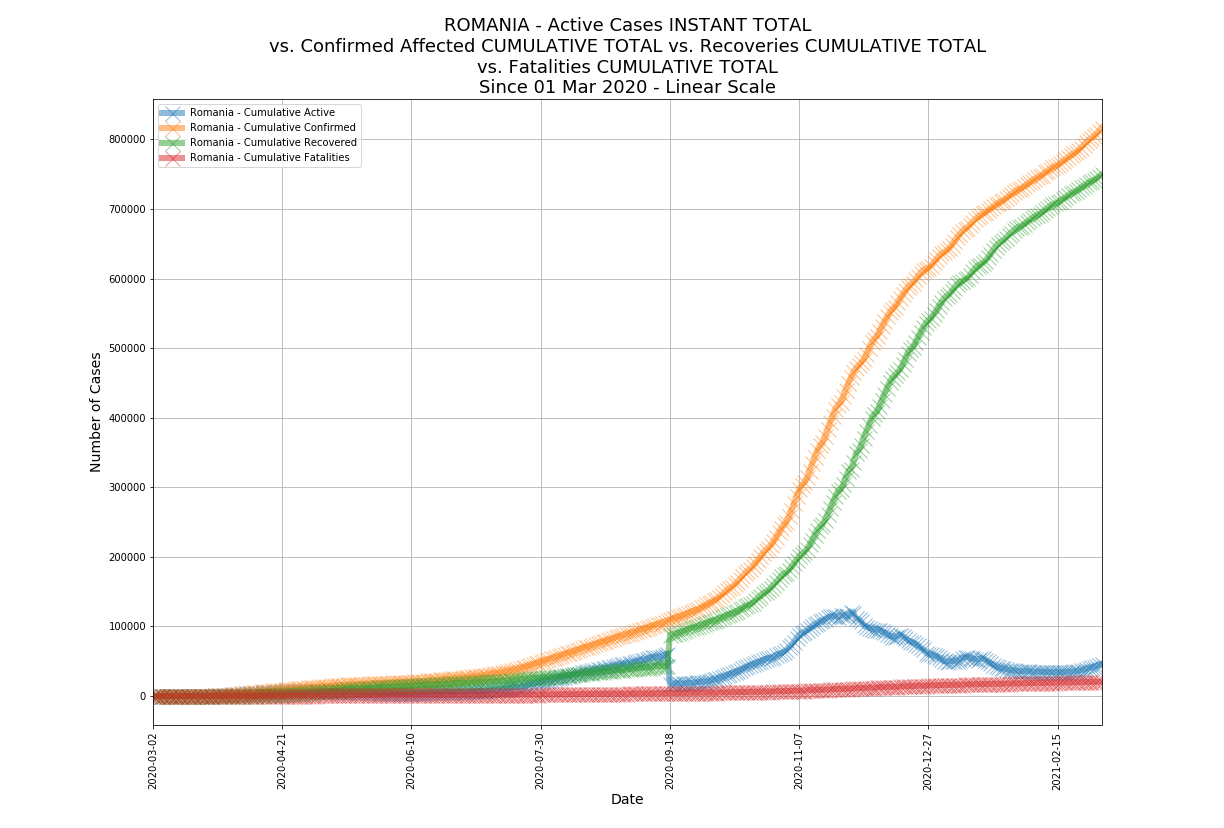 ROMANIA - Active Cases INSTANT TOTAL
vs. Confirmed Affected CUMULATIVE TOTAL vs. Recoveries CUMULATIVE TOTAL
vs. Fatalities CUMULATIVE TOTAL
Since 01 Mar 2020 - Linear Scale
Romania - Cumulative Active
Romania - Cumulative Confirmed
Romania - Cumulative Recovered
Romania - Cumulative Fatalities
Number of Cases
800000
700000
600000
500000
400000
300000
200000
100000
0
2020-03-02
2020-04-21
2020-06-10
2020-07-30
2020-09-18
2020-11-07
2020-12-27
2021-02-15
Date